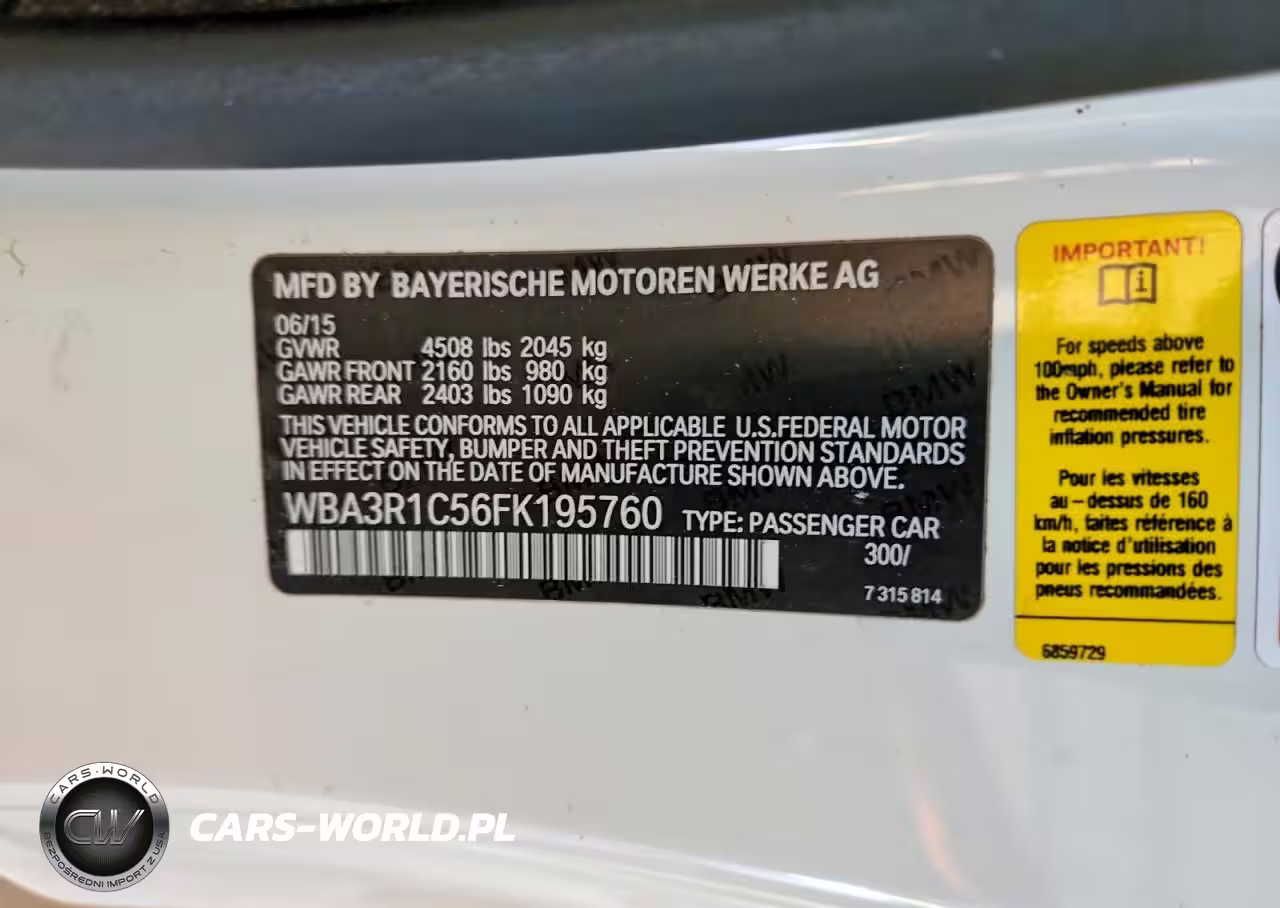 MFD BY BAYERISCHE MOTOREN WERKE AG
06/15
GVWR 4508 lbs 2045 kg
GAWR FRONT 2160 lbs 980 kg
GAWR REAR 2403 lbs 1090 kg
THIS VEHICLE CONFORMS TO ALL APPLICABLE U.S.FEDERAL MOTOR
VEHICLE SAFETY, BUMPER AND THEFT PREVENTION STANDARDS
IN EFFECT ON THE DATE OF MANUFACTURE SHOWN ABOVE.
WBA3R1C56FK195760 TYPE: PASSENGER CAR
300/
7 315 814
IMPORTANT!
i
For speeds above
100mph, please refer to
the Owner's Manual for
recommended tire
inflation pressures.
Pour les vitesses
au-dessus de 160
km/h, faites référence à
la notice d'utilisation
pour les pressions des
pneus recommandées.
6859729
CARS-WORLD
CW
BEZPOŚREDNI IMPORT Z USA
CARS-WORLD.PL